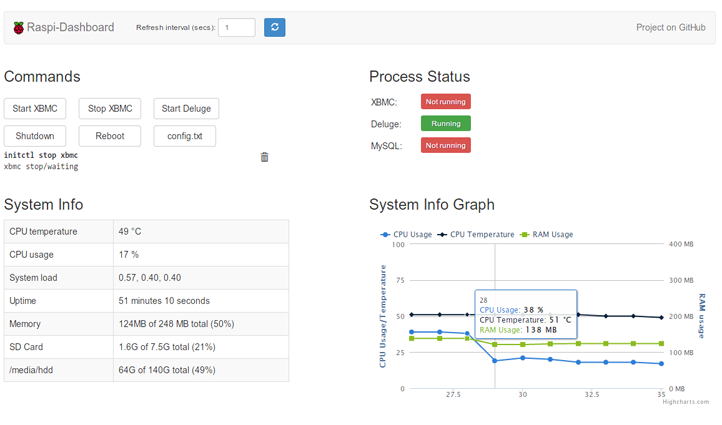 Raspi-Dashboard
Refresh interval (secs):
1
Project on GitHub
Commands
Start XBMC
Stop XBMC
Start Deluge
Shutdown
Reboot
config.txt
initctl stop xbmc
xbmc stop/waiting
Process Status
XBMC: Not running
Deluge: Running
MySQL: Not running
System Info
CPU temperature 49 °C
CPU usage 17 %
System load 0.57, 0.40, 0.40
Uptime 51 minutes 10 seconds
Memory 124MB of 248 MB total (50%)
SD Card 1.6G of 7.5G total (21%)
/media/hdd 64G of 140G total (49%)
System Info Graph
CPU Usage CPU Temperature RAM Usage
CPU Usage/Temperature
100
75
50
25
0
28
CPU Usage: 38 %
CPU Temperature: 51 °C
RAM Usage: 138 MB
400 MB
300 MB
200 MB
100 MB
0 MB
RAM usage
27.5 30 32.5 35
Highcharts.com